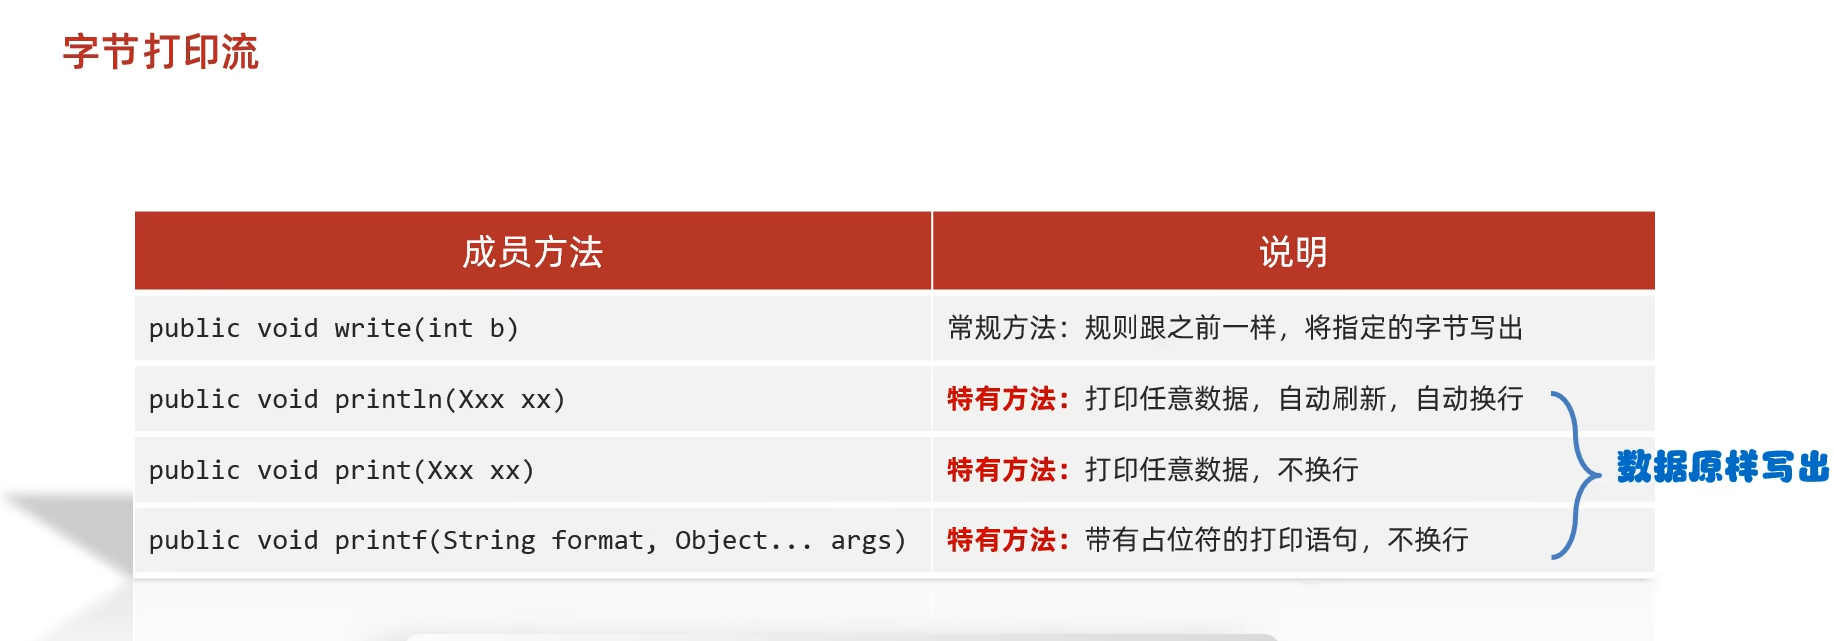 字节打印流
成员方法 说明
public void write(int b) 常规方法：规则跟之前一样，将指定的字节写出
public void println(Xxx xx) 特有方法：打印任意数据，自动刷新，自动换行
public void print(Xxx xx) 特有方法：打印任意数据，不换行
数据原样写出
public void printf(String format, Object... args) 特有方法：带有占位符的打印语句，不换行